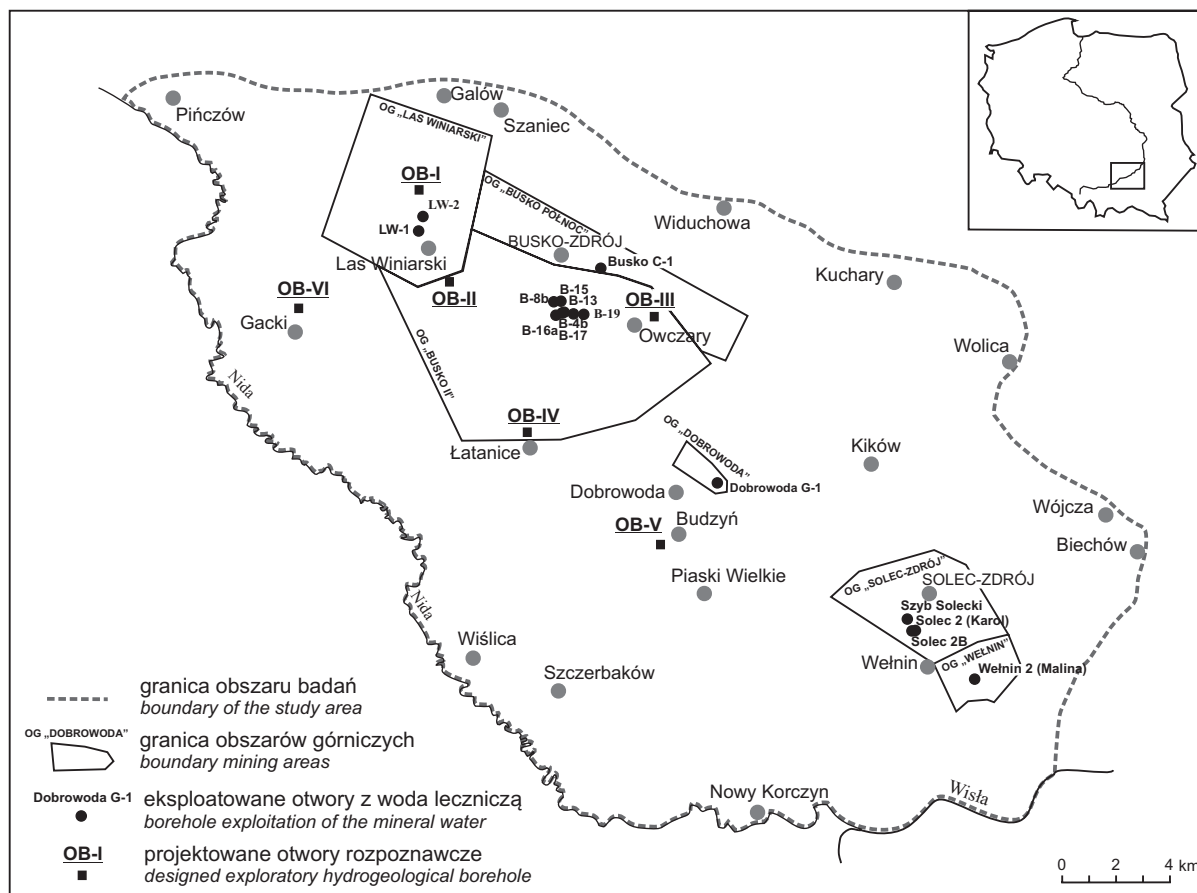 Pińczów
Galów
Szaniec
OG „LAS WINIARSKI”
OB-I
LW-2
LW-1
Las Winiarski
OG „BUSKO PÓŁNOC”
BUSKO-ZDRÓJ
Busko C-1
Widuchowa
Kuchary
OB-VI
Gacki
OB-II
B-15
B-8b
B-13
B-19
B-16a
B-4b
B-17
OB-III
Owczary
Wolica
OG „BUSKO II”
Nida
OB-IV
Łatanice
OG „DOBROWODA”
Dobrowoda G-1
Dobrowoda
Kików
Wójcza
Biechów
OB-V
Budzyń
Piaski Wielkie
OG „SOLEC-ZDRÓJ”
SOLEC-ZDRÓJ
Szyb Solecki
Solec 2 (Karol)
Solec 2B
Wełnin
OG „WEŁNIN”
Wełnin 2 (Malina)
Nida
Wiślica
Szczerbaków
Nowy Korczyn
Wisła
granica obszaru badań
boundary of the study area
OG „DOBROWODA”
granica obszarów górniczych
boundary mining areas
Dobrowoda G-1
eksploatowane otwory z woda leczniczą
borehole exploitation of the mineral water
OB-I
projektowane otwory rozpoznawcze
designed exploratory hydrogeological borehole
0 2 4 km